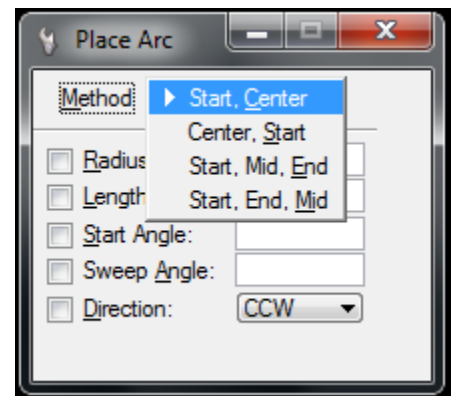 Place Arc
Method
Start, Center
Center, Start
Start, Mid, End
Start, End, Mid
Radius
Length
Start Angle:
Sweep Angle:
Direction: CCW